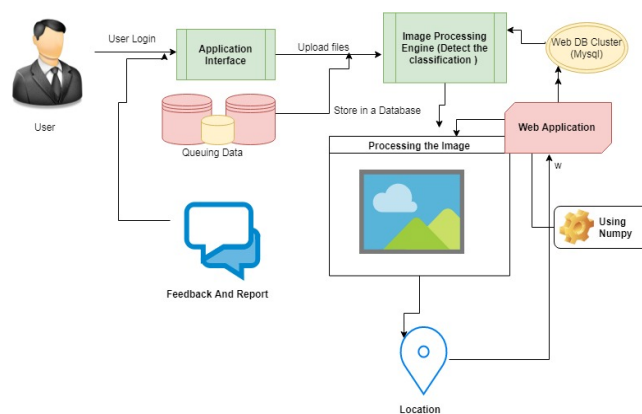 User Login
Application
Interface
Upload files
Image Processing
Engine (Detect the
classification )
Web DB Cluster
(Mysql)
User
Store in a Database
Queuing Data
Web Application
Processing the Image
w
Using
Numpy
Feedback And Report
Location